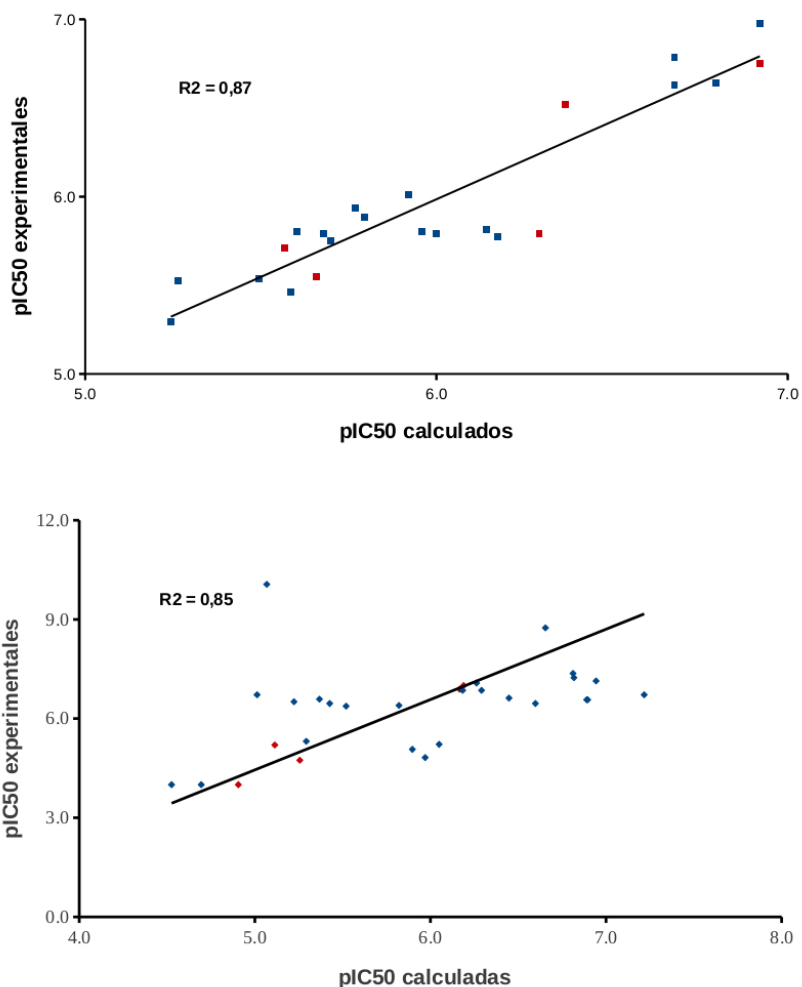 7.0
R2 = 0,87
pIC50 experimentales
6.0
5.0
5.0 6.0 7.0
pIC50 calculados
12.0
R2 = 0,85
9.0
pIC50 experimentales
6.0
3.0
0.0
4.0 5.0 6.0 7.0 8.0
pIC50 calculadas